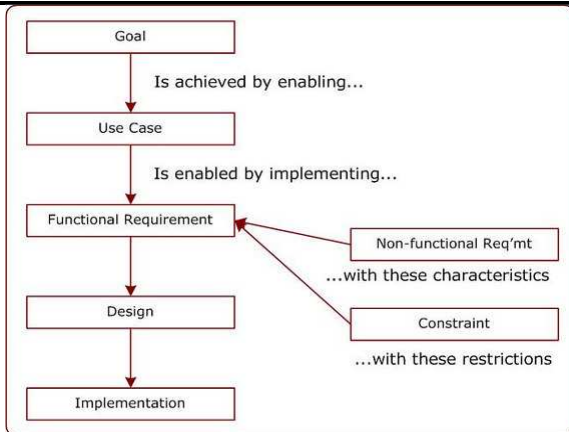 Goal
Is achieved by enabling...
Use Case
Is enabled by implementing...
Functional Requirement
Non-functional Req'mt
...with these characteristics
Design
Constraint
...with these restrictions
Implementation